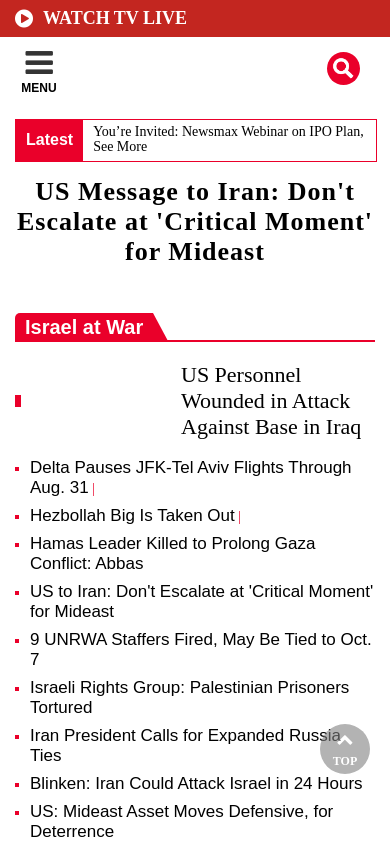 WATCH TV LIVE
MENU
Latest
You’re Invited: Newsmax Webinar on IPO Plan,
See More
US Message to Iran: Don't
Escalate at 'Critical Moment'
for Mideast
Israel at War
US Personnel
Wounded in Attack
Against Base in Iraq
Delta Pauses JFK-Tel Aviv Flights Through
Aug. 31 |
Hezbollah Big Is Taken Out |
Hamas Leader Killed to Prolong Gaza
Conflict: Abbas
US to Iran: Don't Escalate at 'Critical Moment'
for Mideast
9 UNRWA Staffers Fired, May Be Tied to Oct.
7
Israeli Rights Group: Palestinian Prisoners
Tortured
Iran President Calls for Expanded Russia
Ties
TOP
Blinken: Iran Could Attack Israel in 24 Hours
US: Mideast Asset Moves Defensive, for
Deterrence